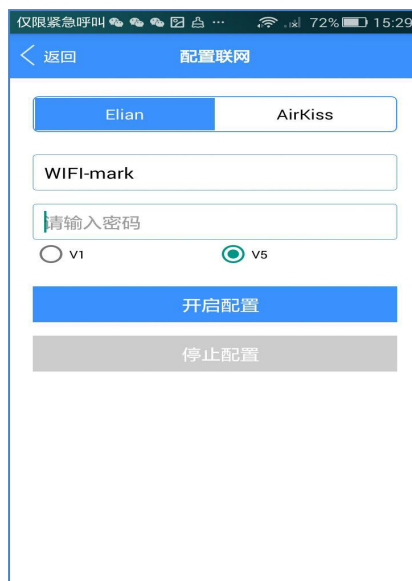 仅限紧急呼叫 ... 72% 15:29
返回 配置联网
Elian AirKiss
WIFI-mark
请输入密码
V1 V5
开启配置
停止配置